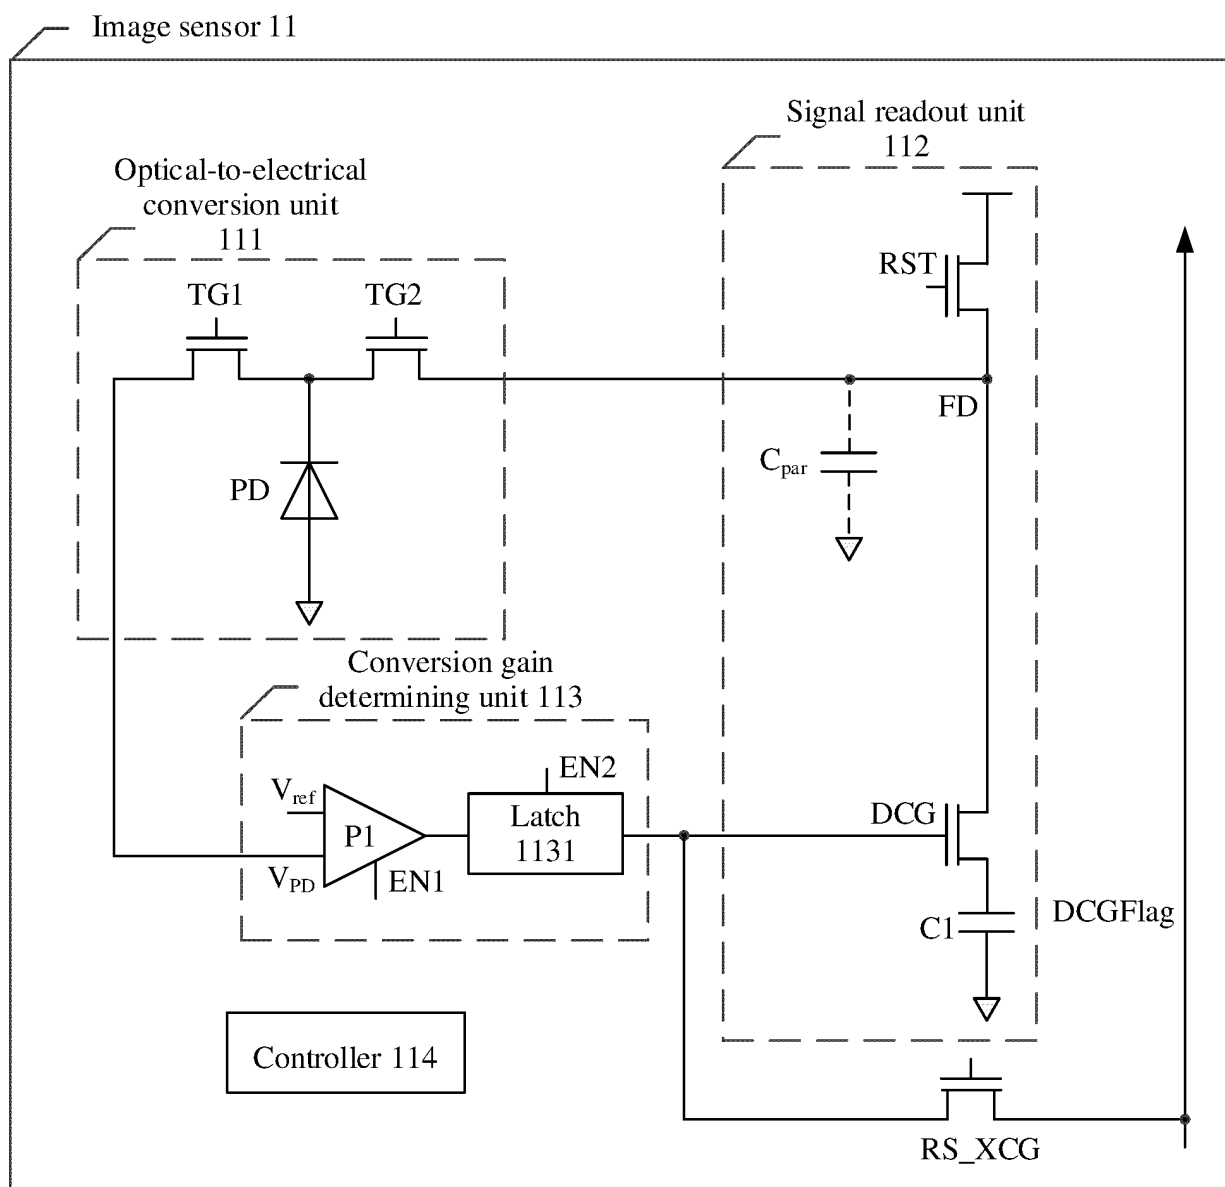 Image sensor 11
Signal readout unit
112
Optical-to-electrical
conversion unit
111
RST
TG1
TG2
FD
Cpar
PD
Conversion gain
determining unit 113
EN2
Vref
P1
Latch
1131
DCG
VPD
EN1
C1
DCGFlag
Controller 114
RS_XCG